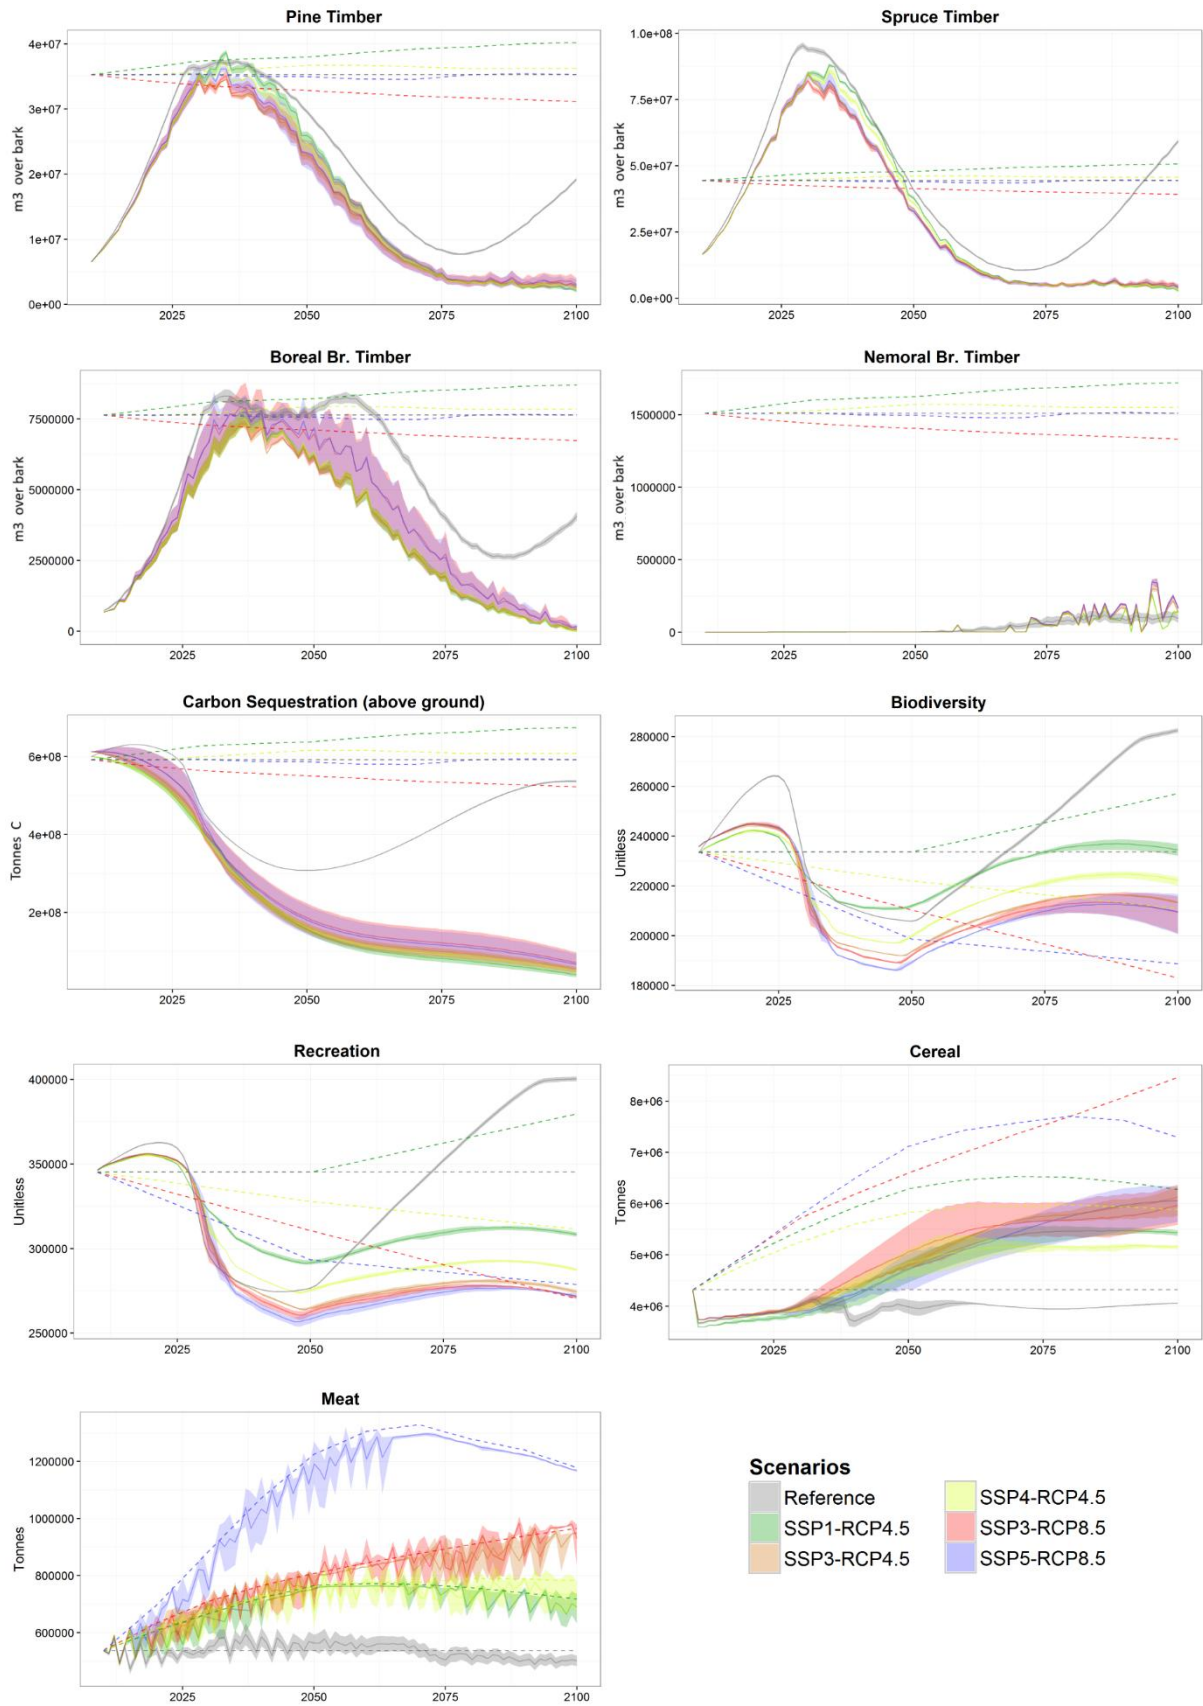 Pine Timber
m3 over bark
4e+07
3e+07
2e+07
1e+07
0e+00
2025 2050 2075 2100
Spruce Timber
m3 over bark
1.0e+08
7.5e+07
5.0e+07
2.5e+07
0.0e+00
2025 2050 2075 2100
Boreal Br. Timber
m3 over bark
7500000
5000000
2500000
0
2025 2050 2075 2100
Nemoral Br. Timber
m3 over bark
1500000
1000000
500000
0
2025 2050 2075 2100
Carbon Sequestration (above ground)
Tonnes C
6e+08
4e+08
2e+08
2025 2050 2075 2100
Biodiversity
Unitless
280000
260000
240000
220000
200000
180000
2025 2050 2075 2100
Recreation
Unitless
400000
350000
300000
250000
2025 2050 2075 2100
Cereal
Tonnes
8e+06
7e+06
6e+06
5e+06
4e+06
2025 2050 2075 2100
Meat
Tonnes
1200000
1000000
800000
600000
2025 2050 2075 2100
Scenarios
Reference
SSP1-RCP4.5
SSP3-RCP4.5
SSP4-RCP4.5
SSP3-RCP8.5
SSP5-RCP8.5